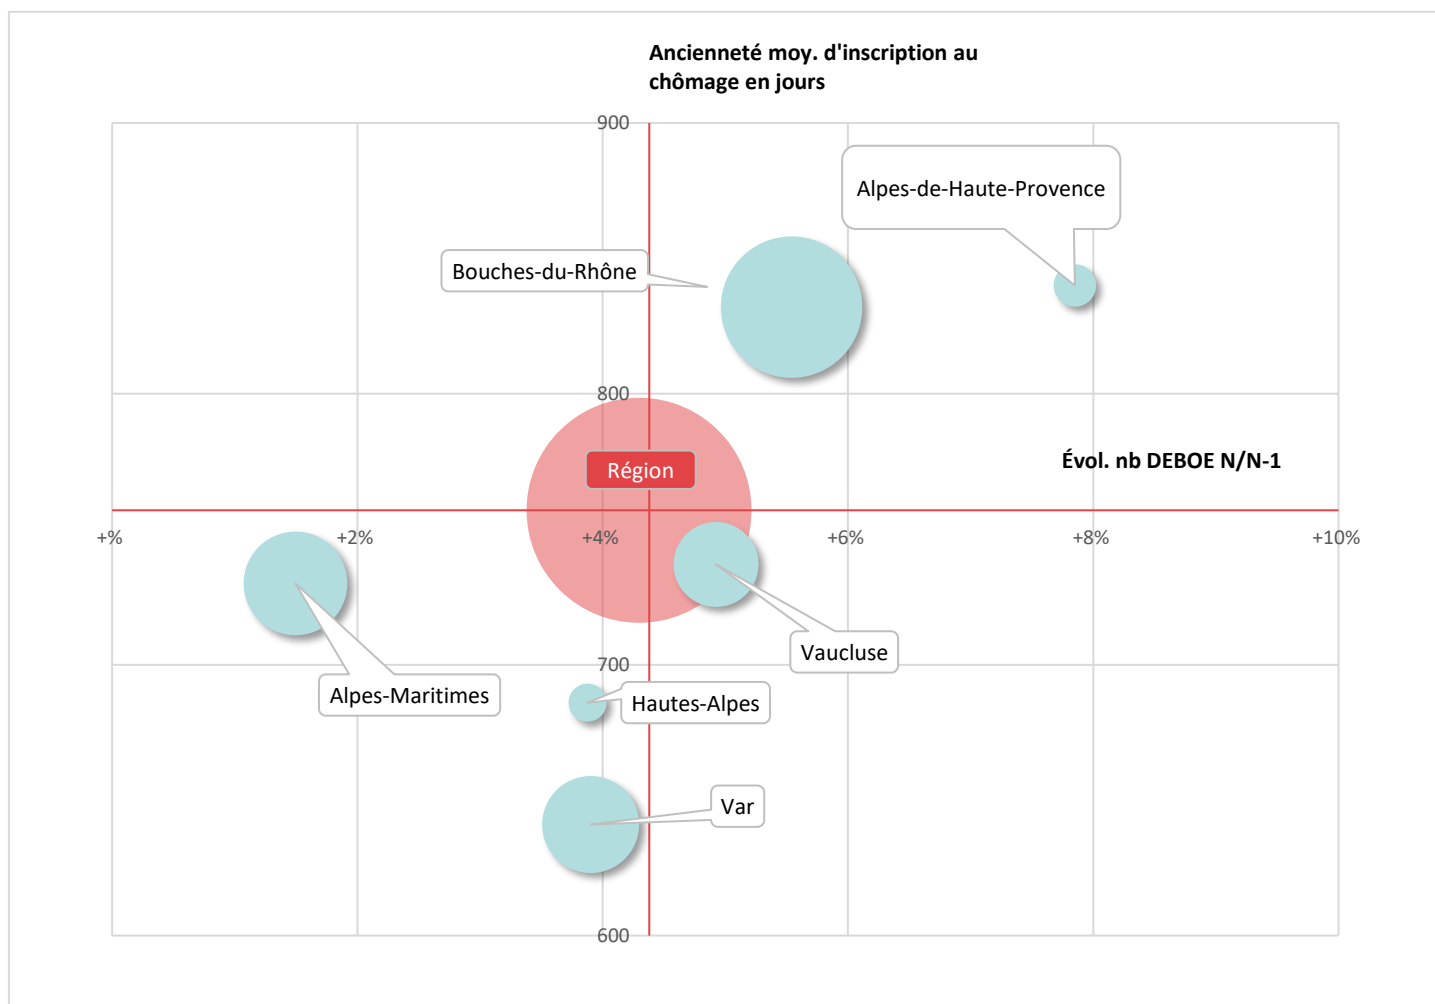 Ancienneté moy. d'inscription au
chômage en jours
900
Alpes-de-Haute-Provence
Bouches-du-Rhône
800
Région
Évol. nb DEBOE N/N-1
+%
+2%
+4%
+6%
+8%
+10%
Vaucluse
700
Alpes-Maritimes
Hautes-Alpes
Var
600